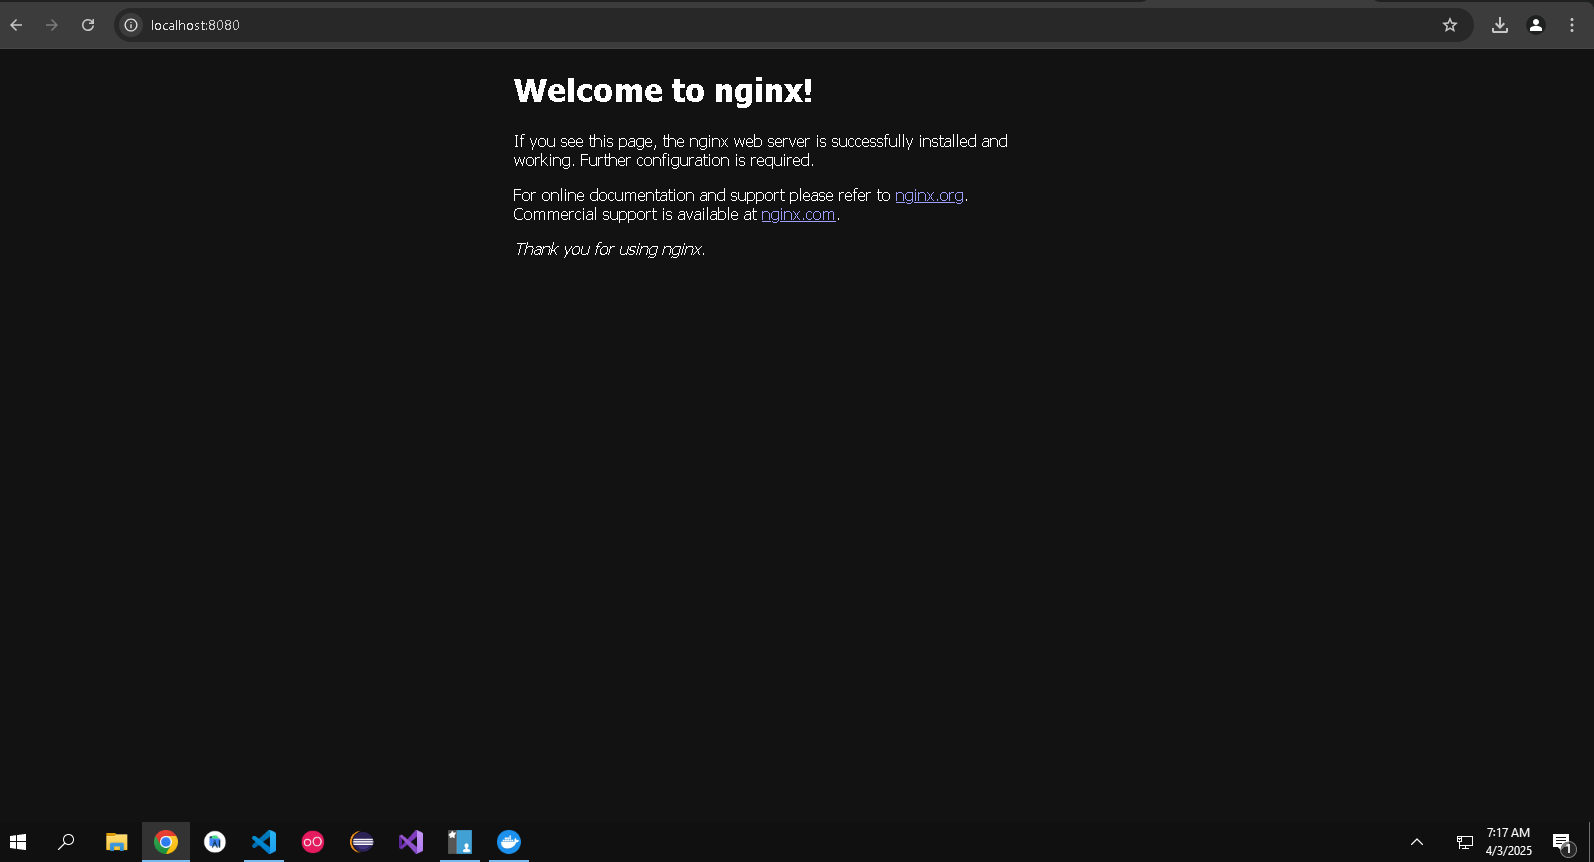 localhost:8080
Welcome to nginx!
If you see this page, the nginx web server is successfully installed and
working. Further configuration is required.
For online documentation and support please refer to nginx.org.
Commercial support is available at nginx.com.
Thank you for using nginx.
7:17 AM
4/3/2025
1